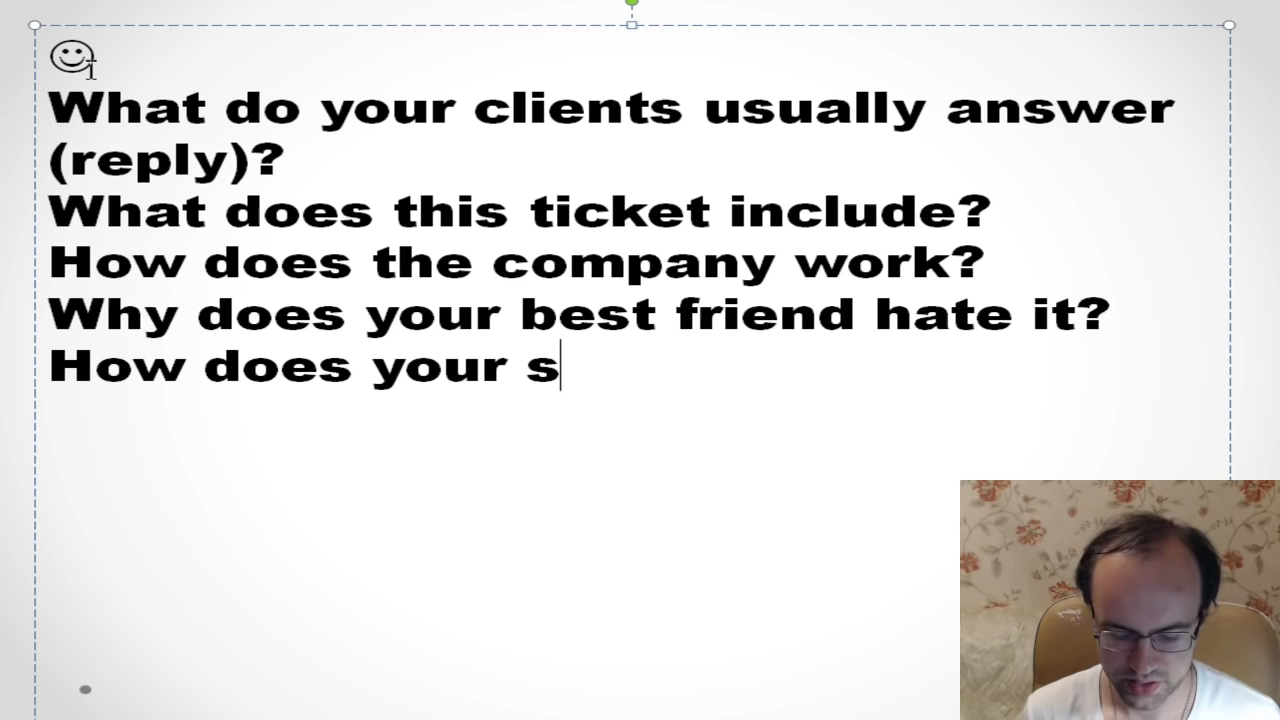 What do your clients usually answer
(reply)?
What does this ticket include?
How does the company work?
Why does your best friend hate it?
How does your s